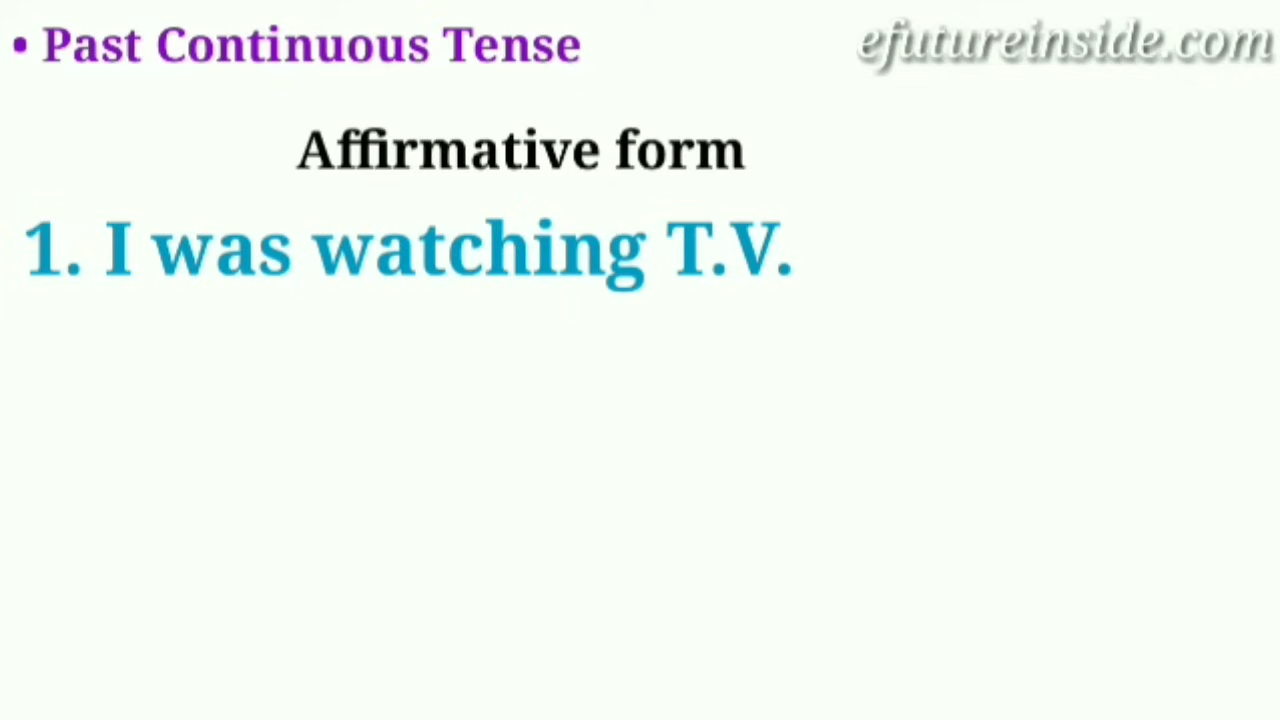 • Past Continuous Tense
efutureinside.com
Affirmative form
1. I was watching T.V.